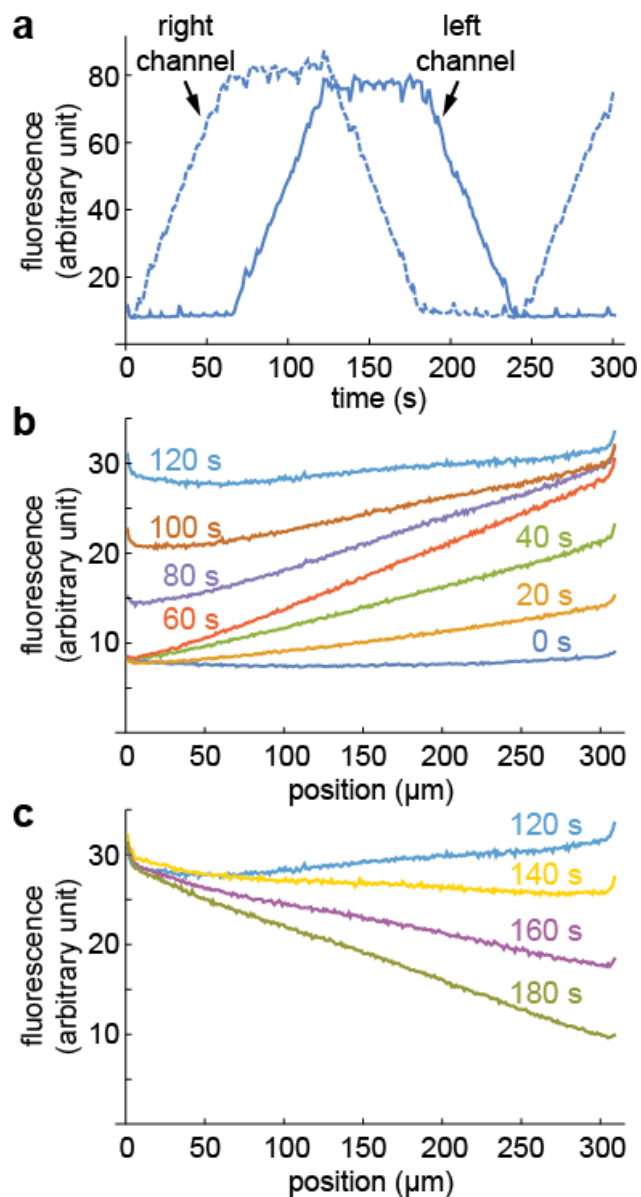 a
right channel
left channel
fluorescence (arbitrary unit)
80
60
40
20
0 50 100 150 200 250 300
time (s)
b
fluorescence (arbitrary unit)
30
20
10
120 s
100 s
80 s
60 s
40 s
20 s
0 s
0 50 100 150 200 250 300
position (µm)
c
fluorescence (arbitrary unit)
30
20
10
120 s
140 s
160 s
180 s
0 50 100 150 200 250 300
position (µm)